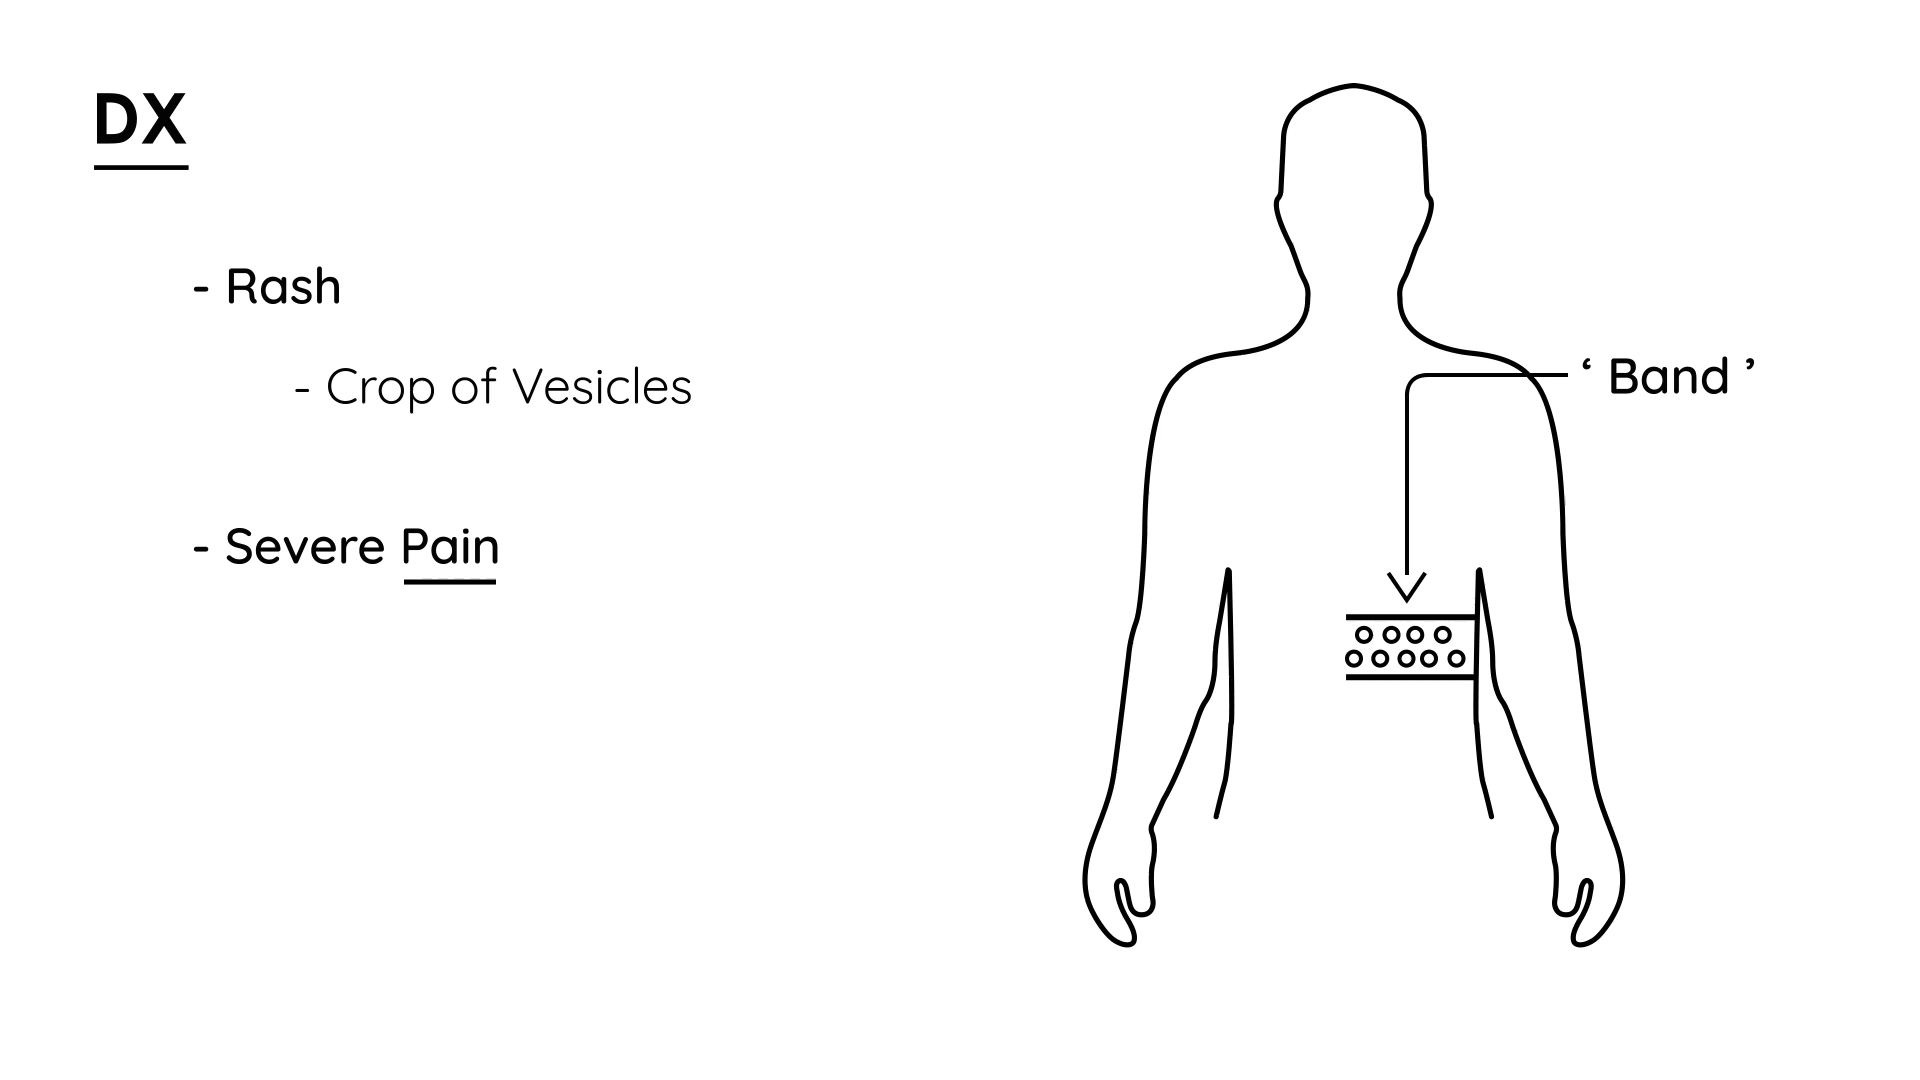 DX
- Rash
- Crop of Vesicles
- Severe Pain
‘ Band ’